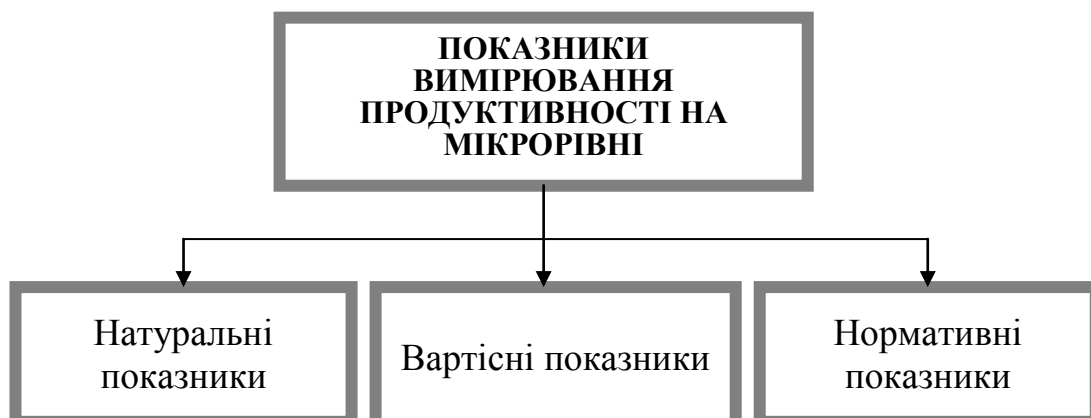 ПОКАЗНИКИ
ВИМІРЮВАННЯ
ПРОДУКТИВНОСТІ НА
МІКРОРІВНІ
Натуральні
показники
Вартісні показники
Нормативні
показники